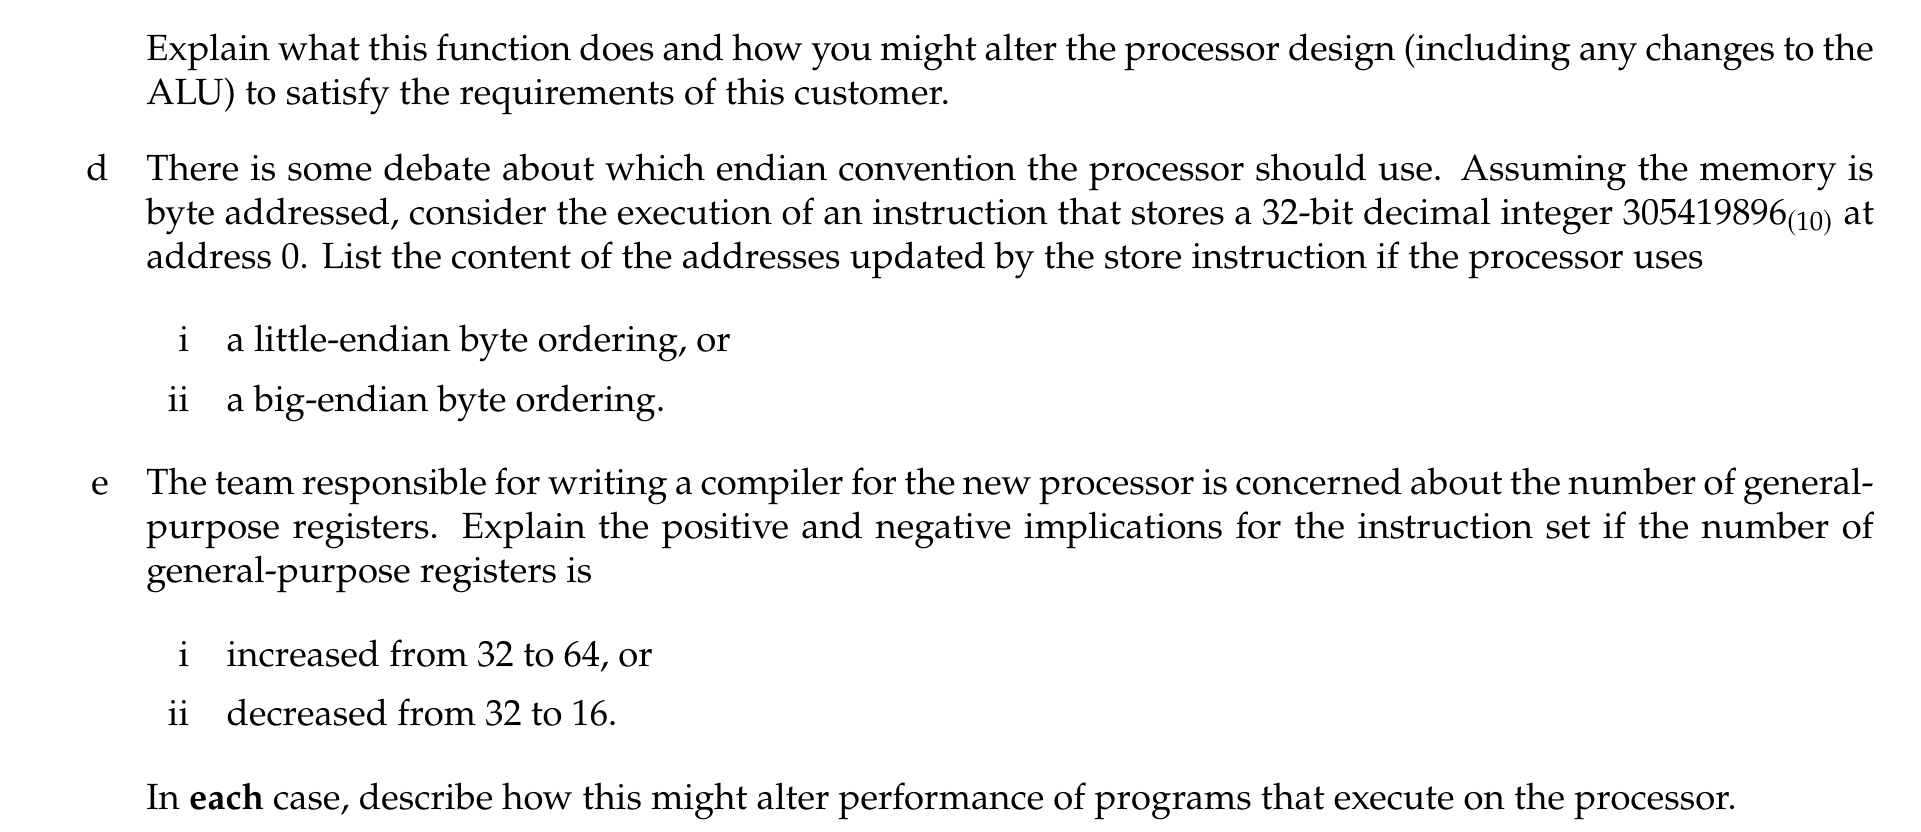 Explain what this function does and how you might alter the processor design (including any changes to the
ALU) to satisfy the requirements of this customer.
d There is some debate about which endian convention the processor should use. Assuming the memory is
byte addressed, consider the execution of an instruction that stores a 32-bit decimal integer 305419896(10) at
address 0. List the content of the addresses updated by the store instruction if the processor uses
i a little-endian byte ordering, or
ii a big-endian byte ordering.
e The team responsible for writing a compiler for the new processor is concerned about the number of general-
purpose registers. Explain the positive and negative implications for the instruction set if the number of
general-purpose registers is
i increased from 32 to 64, or
ii decreased from 32 to 16.
In each case, describe how this might alter performance of programs that execute on the processor.